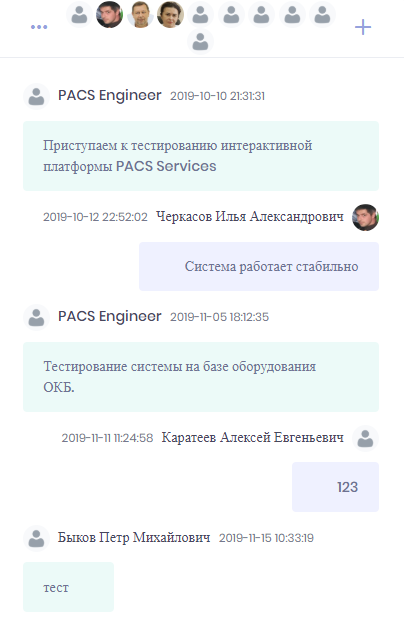 PACS Engineer 2019-10-10 21:31:31
Приступаем к тестированию интерактивной
платформы PACS Services
2019-10-12 22:52:02 Черкасов Илья Александрович
Система работает стабильно
PACS Engineer 2019-11-05 18:12:35
Тестирование системы на базе оборудования
ОКБ.
2019-11-11 11:24:58 Каратеев Алексей Евгеньевич
123
Быков Петр Михайлович 2019-11-15 10:33:19
тест